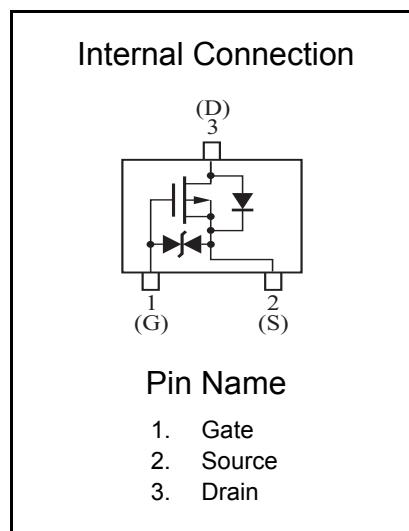 Internal Connection
(D)
3
1 2
(G) (S)
Pin Name
1. Gate
2. Source
3. Drain